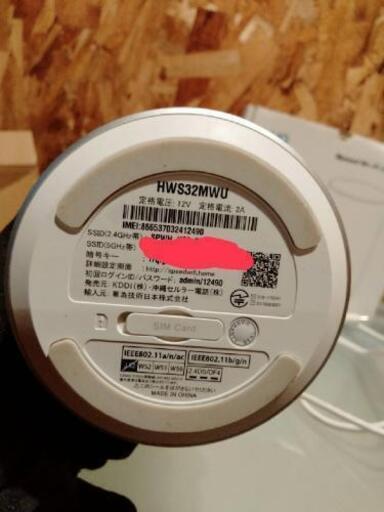 HWS32MWU
定格電圧: 12V 定格電流: 2A
IMEI:866537032412490
SSID(2.4GHz帯)
SSID(5GHz帯)
暗号キー
詳細設定画面 : http://speedwifi.home
初回ログインID/パスワード: admin/12490
発売元: KDDI(株)・沖縄セルラー電話(株)
製造元: 華為技術日本株式会社
SIM Card
IEEE802.11a/n/ac
IEEE802.11b/g/n
W52 W53 W56
2.4DS/OF4
MADE IN CHINA